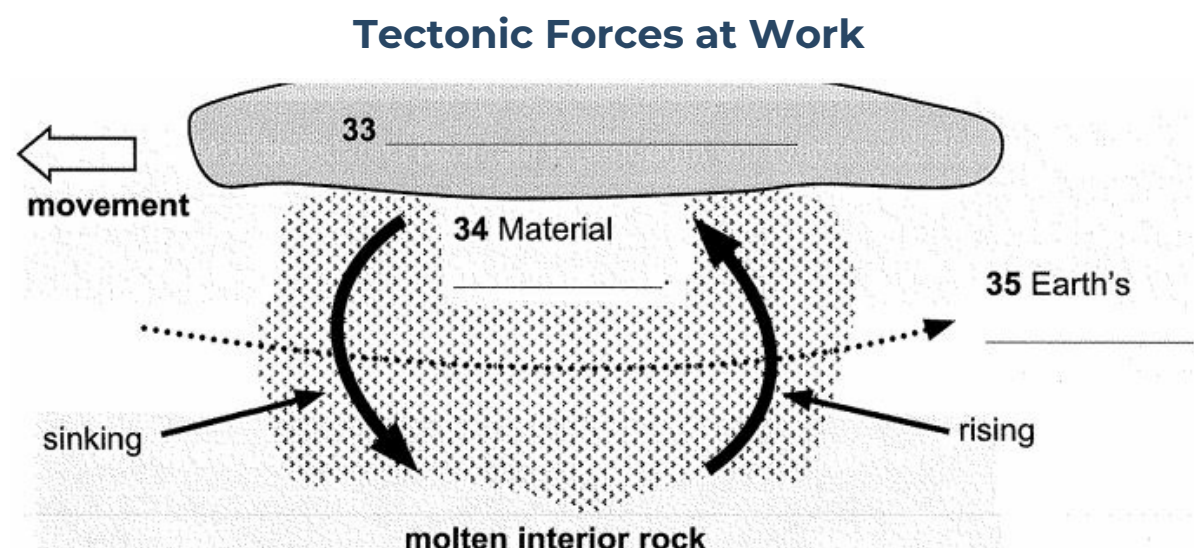 Tectonic Forces at Work
33
movement
34 Material
35 Earth's
sinking
rising
molten interior rock